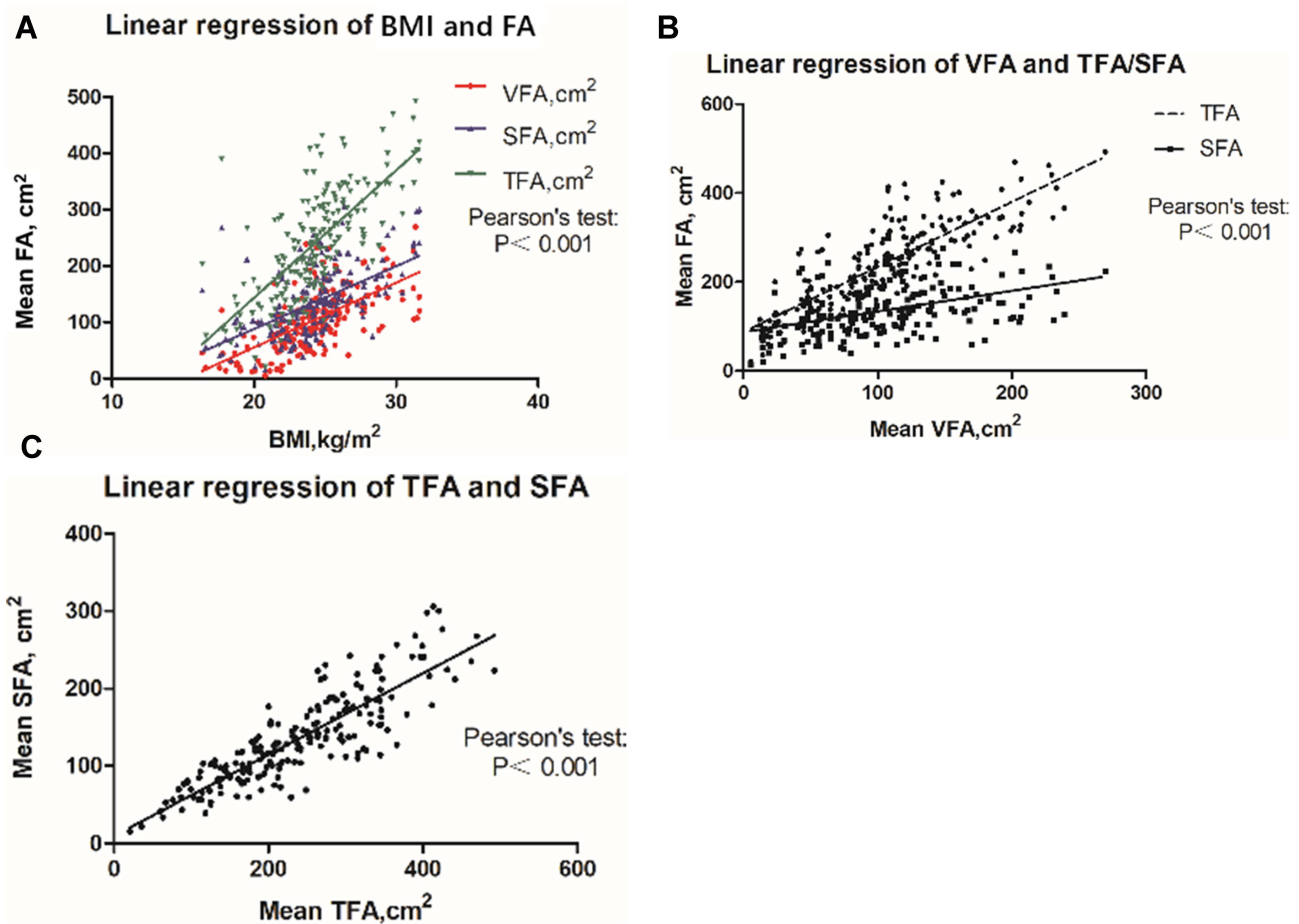 A
Linear regression of BMI and FA
VFA,cm²
SFA,cm²
TFA,cm²
Pearson's test:
P< 0.001
500
400
300
200
100
0
Mean FA, cm²
10
20
30
40
BMI,kg/m²
B
Linear regression of VFA and TFA/SFA
TFA
SFA
Pearson's test:
P< 0.001
600
400
200
0
Mean FA, cm²
0
100
200
300
Mean VFA,cm²
C
Linear regression of TFA and SFA
400
300
200
100
0
Mean SFA, cm²
Pearson's test:
P< 0.001
0
200
400
600
Mean TFA,cm²